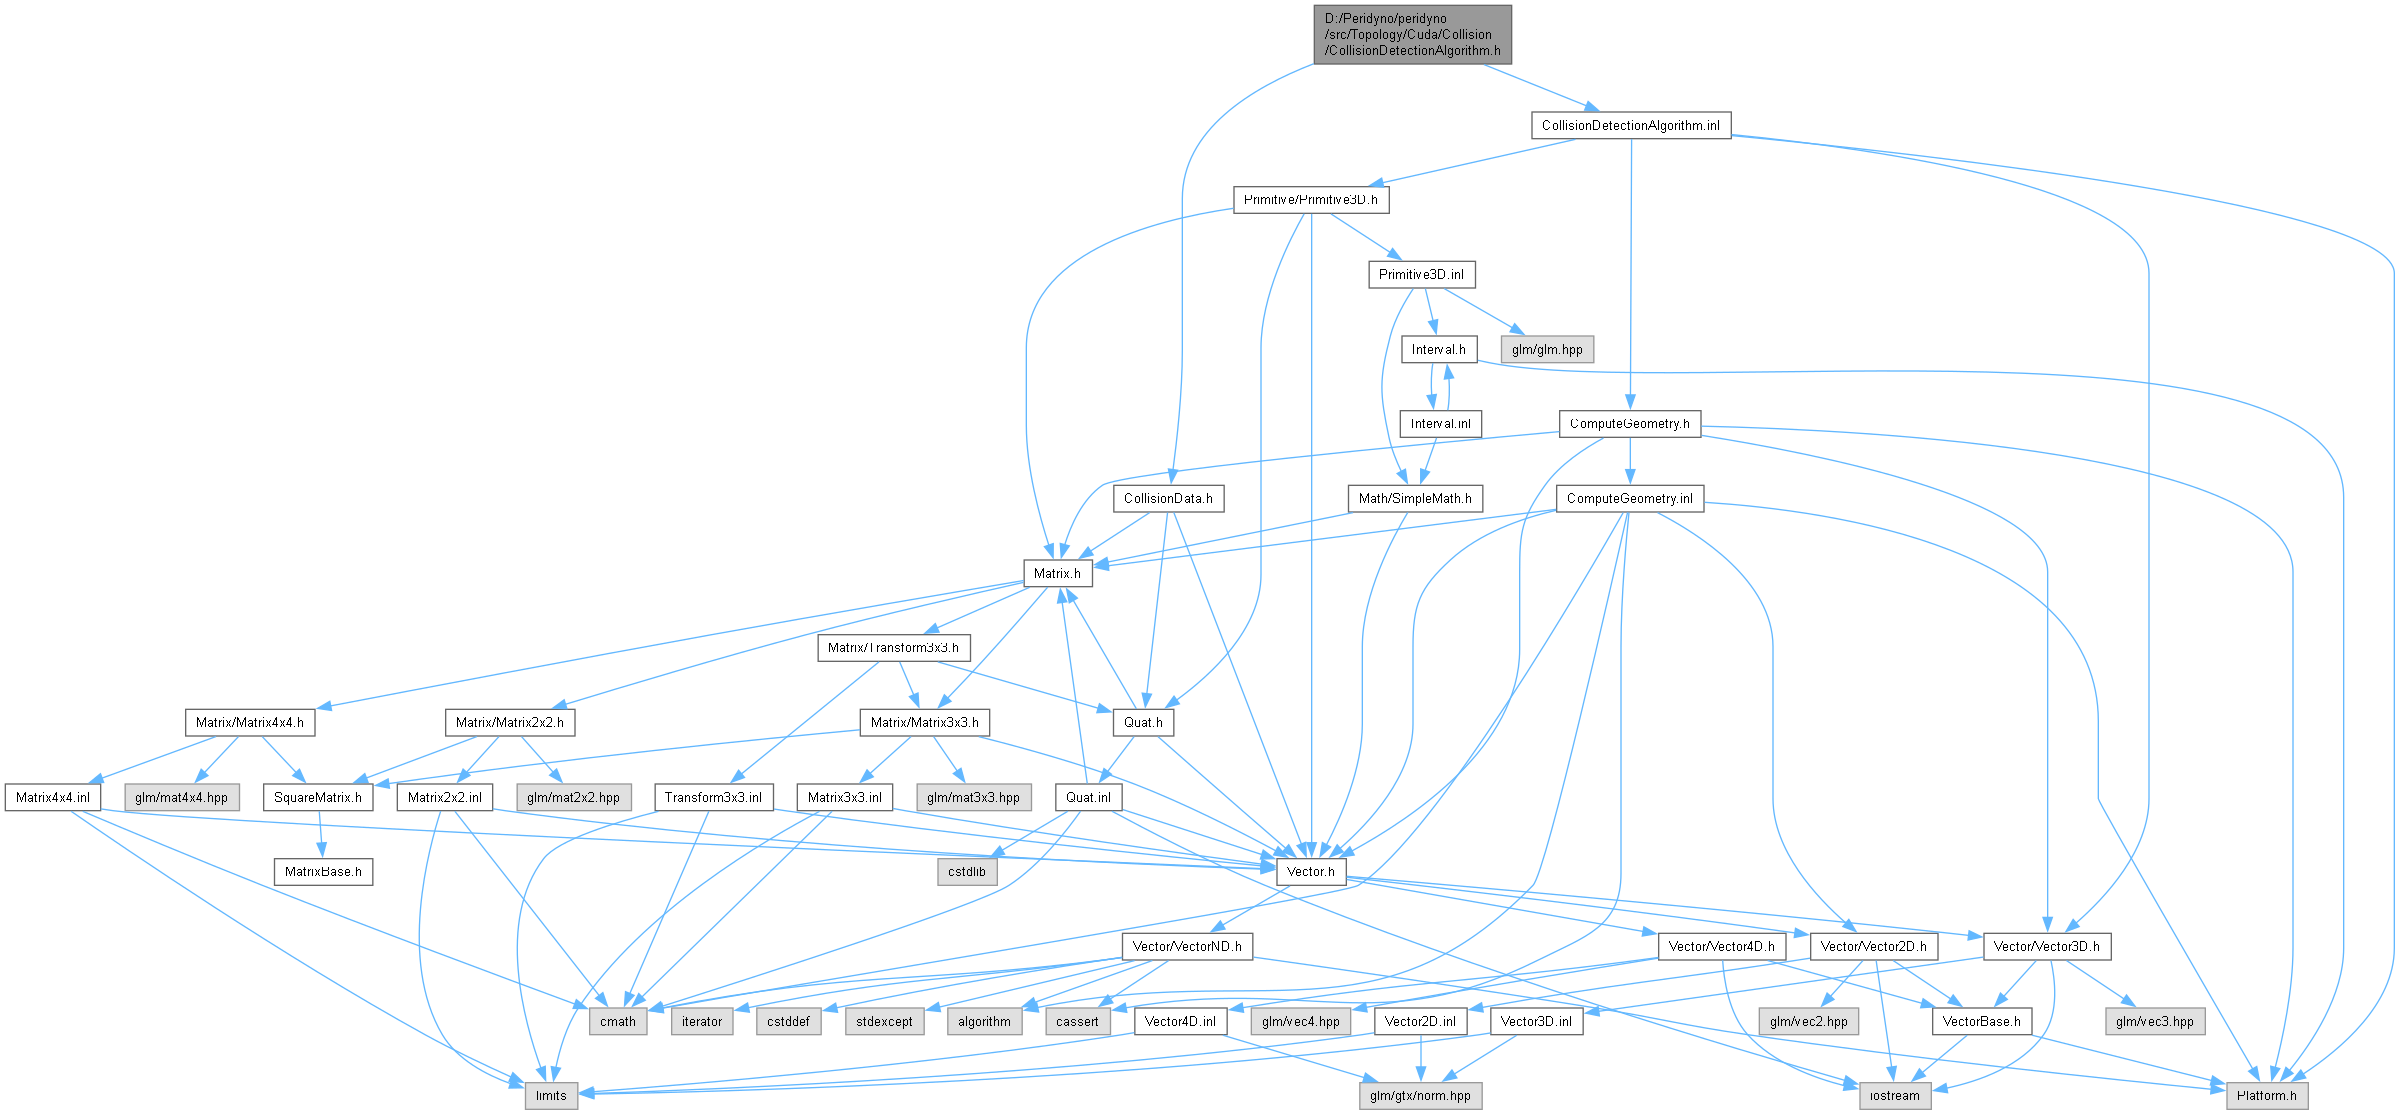 D:/Peridyno/peridyno
/src/Topology/Cuda/Collision
/CollisionDetectionAlgorithm.h
CollisionDetectionAlgorithm.inl
Primitive/Primitive3D.h
Primitive3D.inl
Interval.h
glm/glm.hpp
Interval.inl
ComputeGeometry.h
CollisionData.h
Math/SimpleMath.h
ComputeGeometry.inl
Matrix.h
Matrix/Transform3x3.h
Matrix/Matrix4x4.h
Matrix/Matrix2x2.h
Matrix/Matrix3x3.h
Quat.h
Matrix4x4.inl
glm/mat4x4.hpp
SquareMatrix.h
Matrix2x2.inl
glm/mat2x2.hpp
Transform3x3.inl
Matrix3x3.inl
glm/mat3x3.hpp
Quat.inl
MatrixBase.h
cstdlib
Vector.h
Vector/VectorND.h
Vector/Vector4D.h
Vector/Vector2D.h
Vector/Vector3D.h
cmath
iterator
cstddef
stdexcept
algorithm
cassert
Vector4D.inl
glm/vec4.hpp
Vector2D.inl
Vector3D.inl
glm/vec2.hpp
VectorBase.h
glm/vec3.hpp
limits
glm/gtx/norm.hpp
iostream
Platform.h